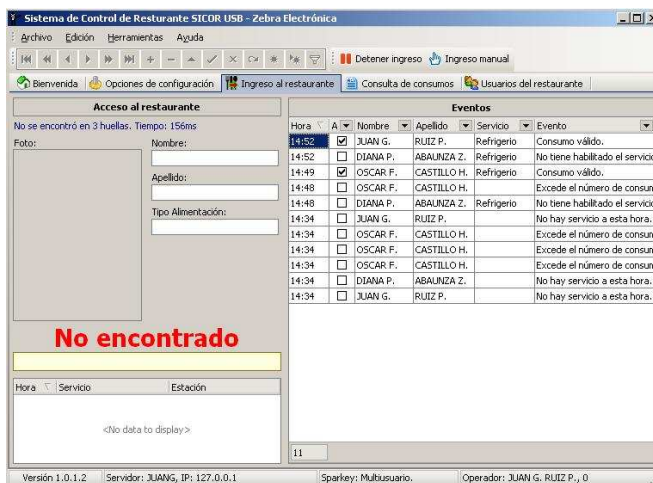 Sistema de Control de Resturante SICOR USB - Zebra Electrónica
Archivo Edición Herramientas Ayuda
Detener ingreso Ingreso manual
Bienvenida Opciones de configuración Ingreso al restaurante Consulta de consumos Usuarios del restaurante
Acceso al restaurante
No se encontró en 3 huellas. Tiempo: 156ms
Foto:
Nombre:
Apellido:
Tipo Alimentación:
No encontrado
Hora Servicio Estación
<No data to display>
Eventos
Hora A Nombre Apellido Servicio Evento
14:52 JUAN G. RUIZ P. Refrigerio Consumo válido.
14:52 DIANA P. ABAUNZA Z. Refrigerio No tiene habilitado el servicio
14:49 OSCAR F. CASTILLO H. Refrigerio Consumo válido.
14:48 OSCAR F. CASTILLO H. Excede el número de consum
14:48 DIANA P. ABAUNZA Z. Refrigerio No tiene habilitado el servicio
14:34 JUAN G. RUIZ P. No hay servicio a esta hora.
14:34 OSCAR F. CASTILLO H. Excede el número de consum
14:34 OSCAR F. CASTILLO H. Excede el número de consum
14:34 OSCAR F. CASTILLO H. Excede el número de consum
14:34 DIANA P. ABAUNZA Z. No hay servicio a esta hora.
14:34 JUAN G. RUIZ P. No hay servicio a esta hora.
11
Versión 1.0.1.2 Servidor: JUANG, IP: 127.0.0.1 Sparkey: Multiusuario. Operador: JUAN G. RUIZ P., 0